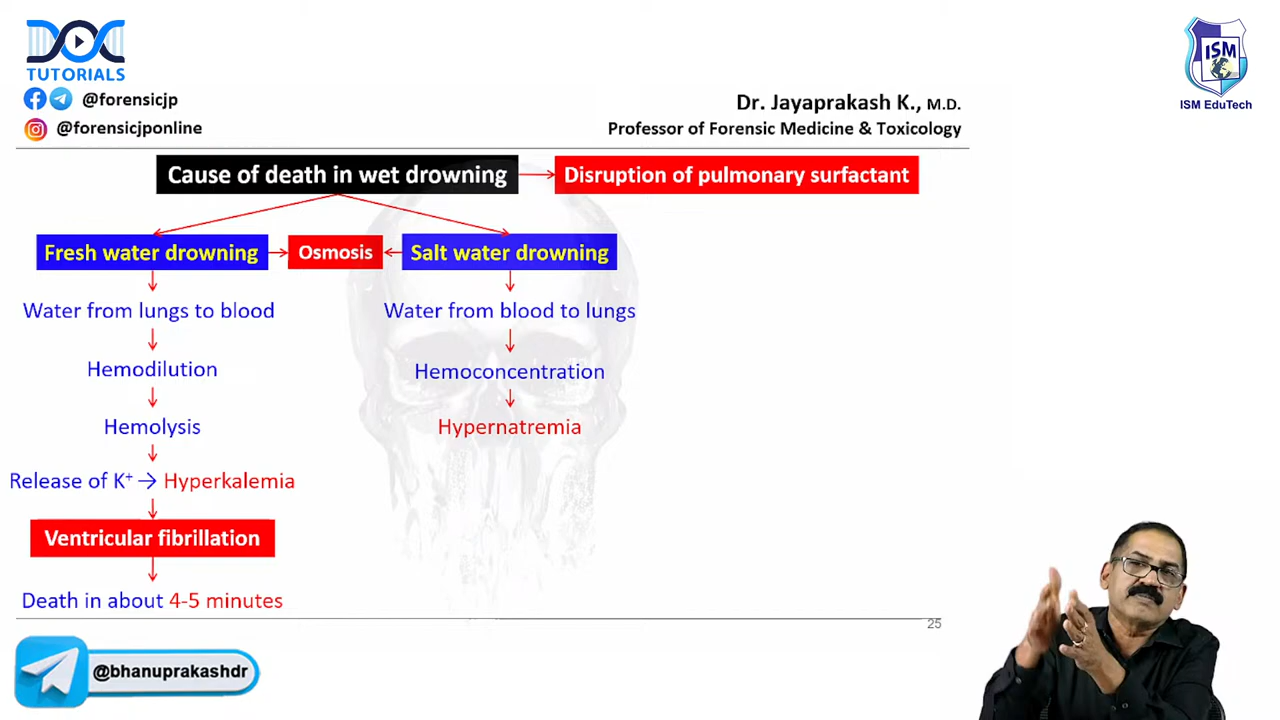 DOC
TUTORIALS
@forensicjp
@forensicjponline
ISM
ISM EduTech
Dr. Jayaprakash K., M.D.
Professor of Forensic Medicine & Toxicology
Cause of death in wet drowning
Disruption of pulmonary surfactant
Fresh water drowning
Osmosis
Salt water drowning
Water from lungs to blood
Hemodilution
Hemolysis
Release of K⁺ → Hyperkalemia
Ventricular fibrillation
Death in about 4-5 minutes
Water from blood to lungs
Hemoconcentration
Hypernatremia
25
@bhanuprakashdr